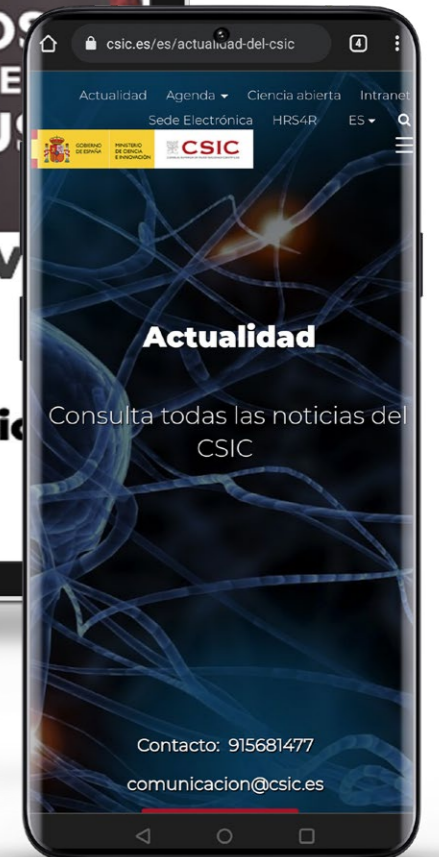 csic.es/es/actualidad-del-csic
4
Actualidad Agenda Ciencia abierta Intranet
Sede Electrónica HRS4R ES
GOBIERNO DE ESPAÑA
MINISTERIO DE CIENCIA E INNOVACIÓN
CSIC
Actualidad
Consulta todas las noticias del
CSIC
Contacto: 915681477
comunicacion@csic.es